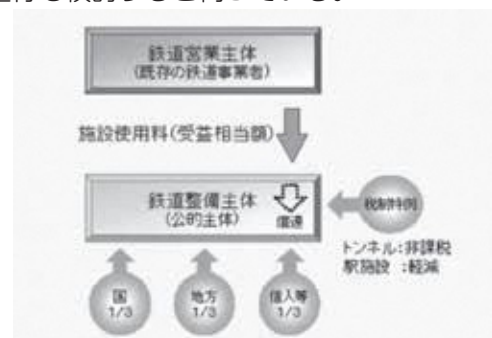 鉄道営業主体
(既存の鉄道事業者)
施設使用料(受益相当額)
鉄道整備主体
(公的主体)
償還
税制特例
トンネル:非課税
駅施設 :軽減
国
1/3
地方
1/3
借入等
1/3